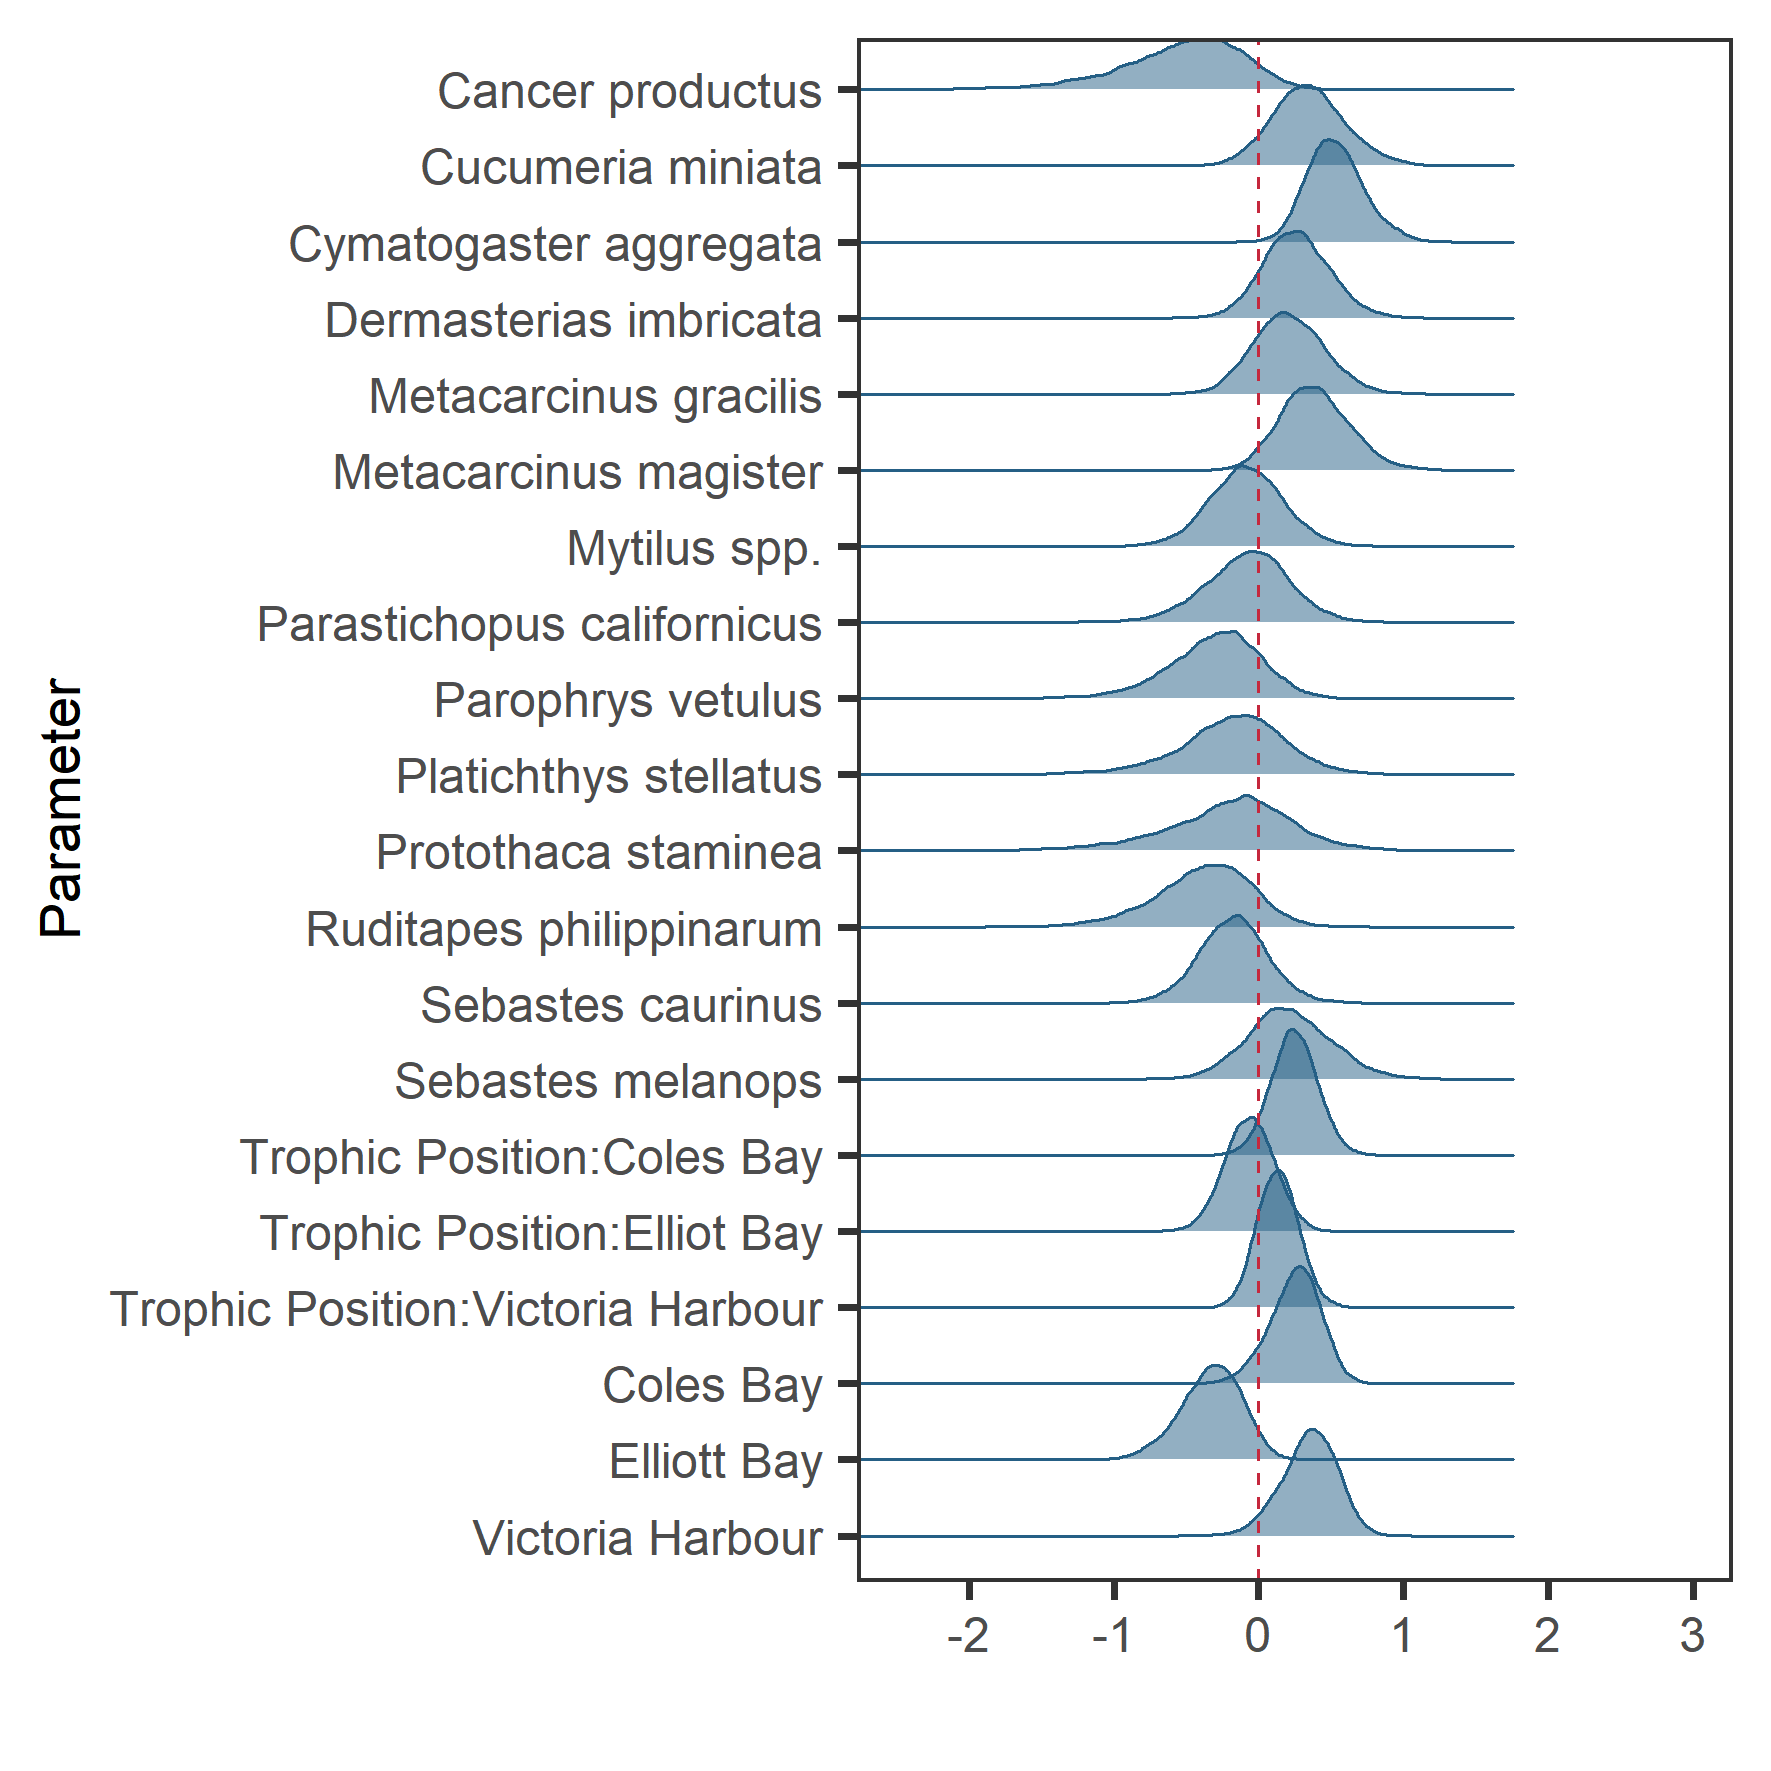 Parameter
Cancer productus
Cucumeria miniata
Cymatogaster aggregata
Dermasterias imbricata
Metacarcinus gracilis
Metacarcinus magister
Mytilus spp.
Parastichopus californicus
Parophrys vetulus
Platichthys stellatus
Protothaca staminea
Ruditapes philippinarum
Sebastes caurinus
Sebastes melanops
Trophic Position:Coles Bay
Trophic Position:Elliot Bay
Trophic Position:Victoria Harbour
Coles Bay
Elliott Bay
Victoria Harbour
-2 -1 0 1 2 3